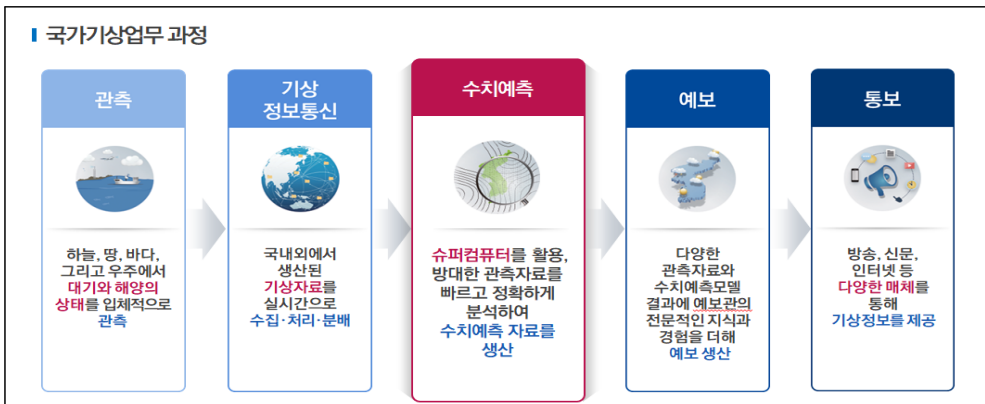 국가기상업무 과정
관측
하늘, 땅, 바다,
그리고 우주에서
대기와 해양의
상태를 입체적으로
관측
기상
정보통신
국내외에서
생산된
기상자료를
실시간으로
수집·처리·분배
수치예측
슈퍼컴퓨터를 활용,
방대한 관측자료를
빠르고 정확하게
분석하여
수치예측 자료를
생산
예보
다양한
관측자료와
수치예측모델
결과에 예보관의
전문적인 지식과
경험을 더해
예보 생산
통보
방송, 신문,
인터넷 등
다양한 매체를
통해
기상정보를 제공